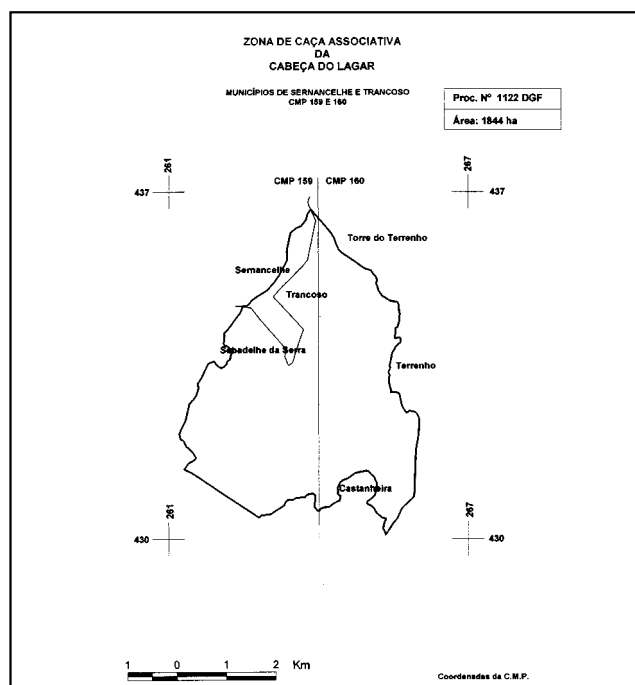 ZONA DE CAÇA ASSOCIATIVA
DA
CABEÇA DO LAGAR
MUNICÍPIOS DE SERNANCELHE E TRANCOSO
CMP 159 E 160
Proc. Nº 1122 DGF
Área: 1844 ha
261
267
CMP 159 CMP 160
437
437
Torre do Terrenho
Sernancelhe
Trancoso
Sebadelhe da Serra
Terrenho
Castanheira
261
267
430
430
1 0 1 2 Km
Coordenadas da C.M.P.